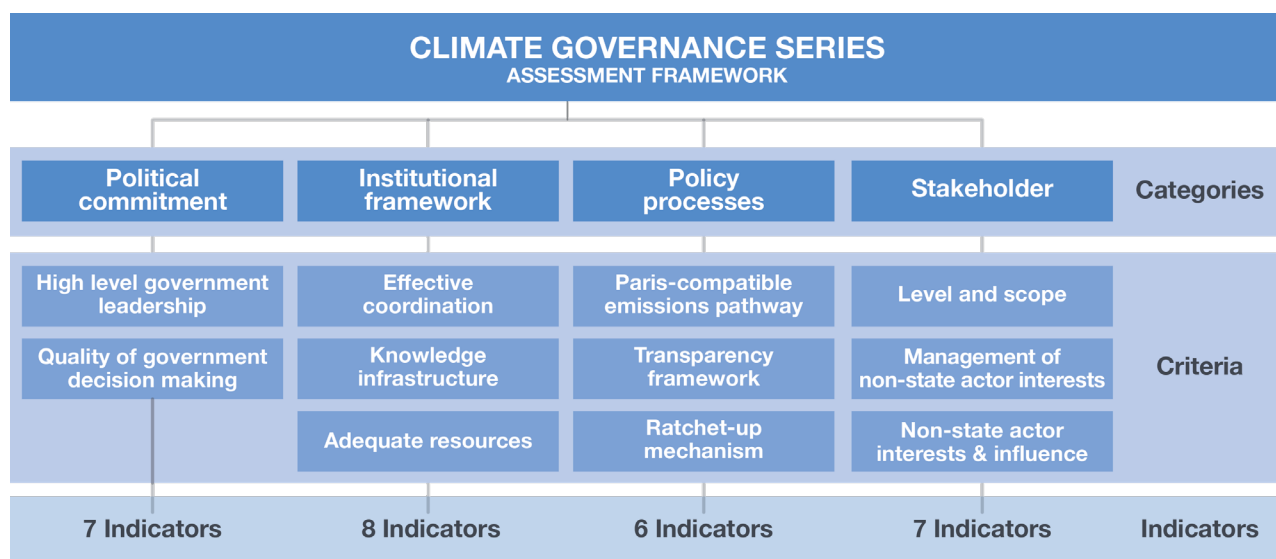 CLIMATE GOVERNANCE SERIES
ASSESSMENT FRAMEWORK
Political
commitment
Institutional
framework
Policy
processes
Stakeholder
Categories
High level government
leadership
Effective
coordination
Paris-compatible
emissions pathway
Level and scope
Quality of government
decision making
Knowledge
infrastructure
Transparency
framework
Management of
non-state actor interests
Criteria
Adequate resources
Ratchet-up
mechanism
Non-state actor
interests & influence
7 Indicators
8 Indicators
6 Indicators
7 Indicators
Indicators